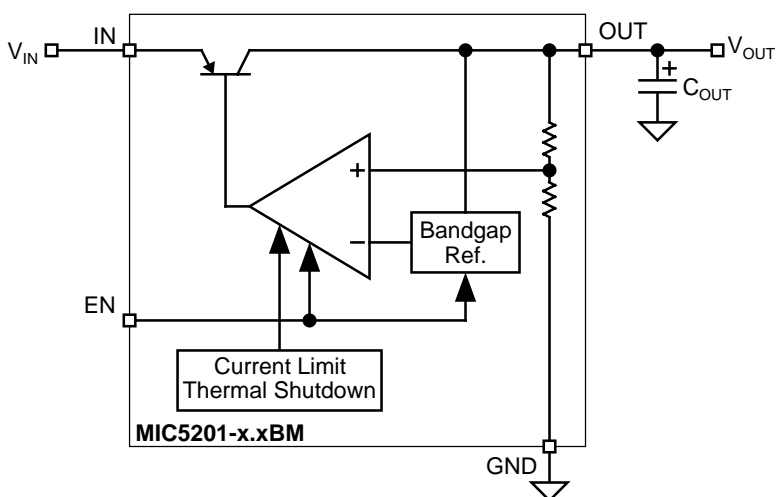 IN
OUT
V_IN
V_OUT
+
C_OUT
+
−
Bandgap
Ref.
EN
Current Limit
Thermal Shutdown
MIC5201-x.xBM
GND